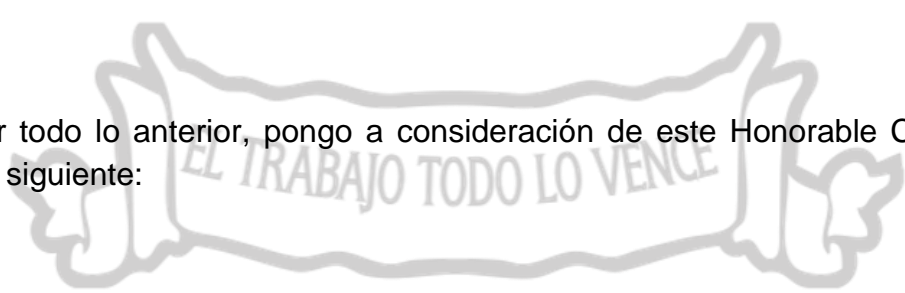 r todo lo anterior, pongo a consideración de este Honorable C
siguiente:
EL TRABAJO TODO LO VENCE